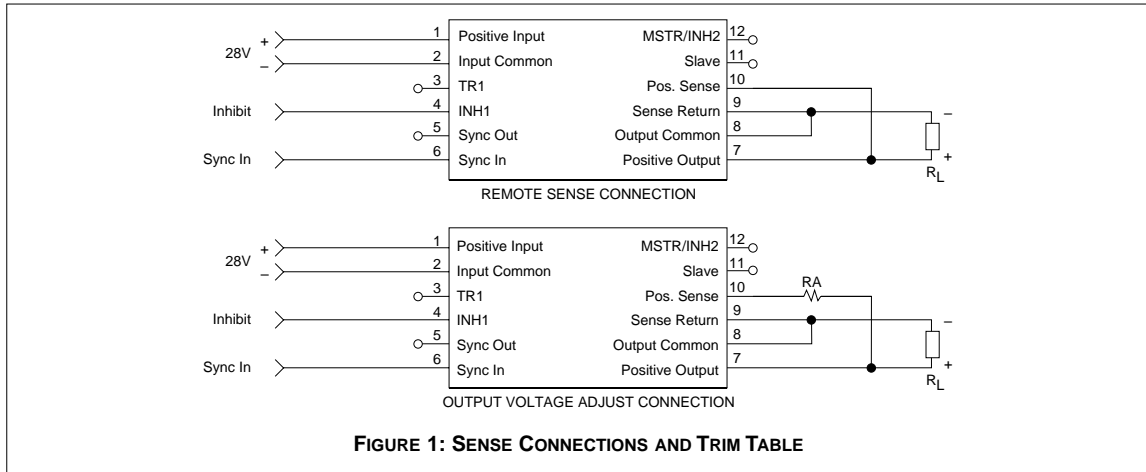 1 Positive Input MSTR/INH2 12
28V + –
2 Input Common Slave 11
3 TR1 Pos. Sense 10
Inhibit 4 INH1 Sense Return 9 –
5 Sync Out Output Common 8
Sync In 6 Sync In Positive Output 7 +
RL
REMOTE SENSE CONNECTION
1 Positive Input MSTR/INH2 12
28V + –
2 Input Common Slave 11
3 TR1 Pos. Sense 10 RA
Inhibit 4 INH1 Sense Return 9 –
5 Sync Out Output Common 8
Sync In 6 Sync In Positive Output 7 +
RL
OUTPUT VOLTAGE ADJUST CONNECTION
FIGURE 1: SENSE CONNECTIONS AND TRIM TABLE